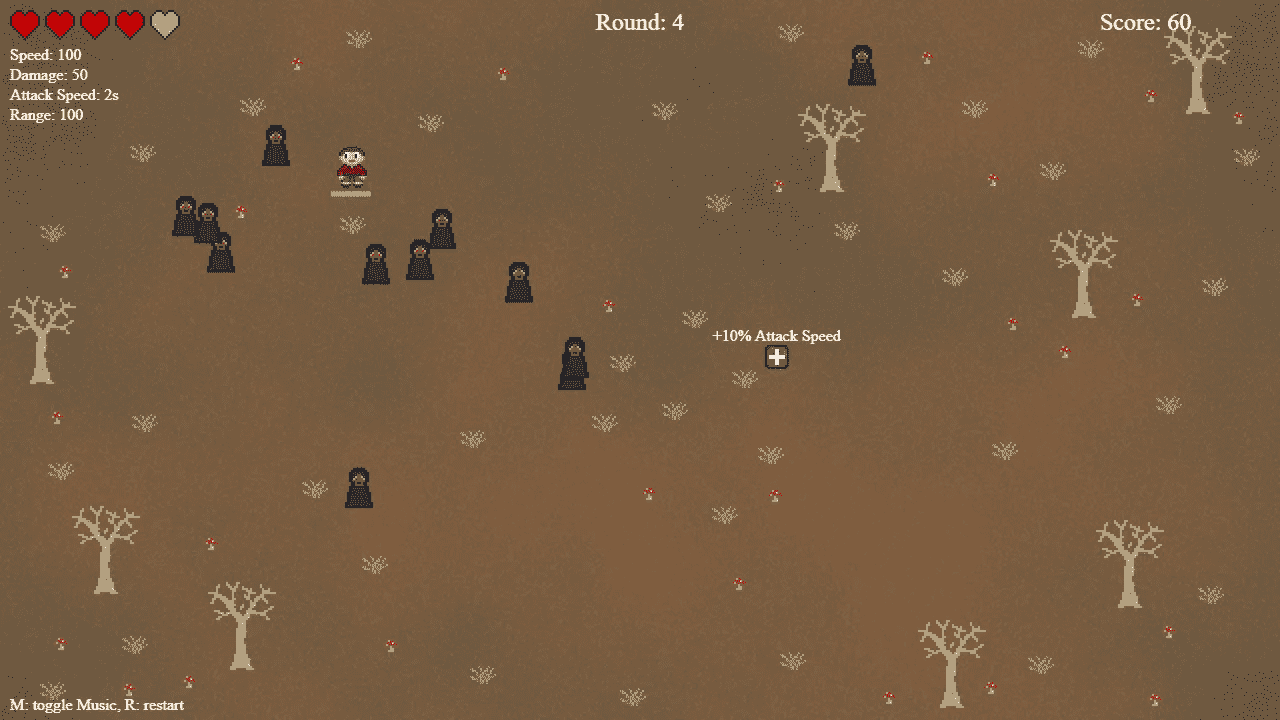 Round: 4
Score: 60
Speed: 100
Damage: 50
Attack Speed: 2s
Range: 100
+10% Attack Speed
M: toggle Music, R: restart